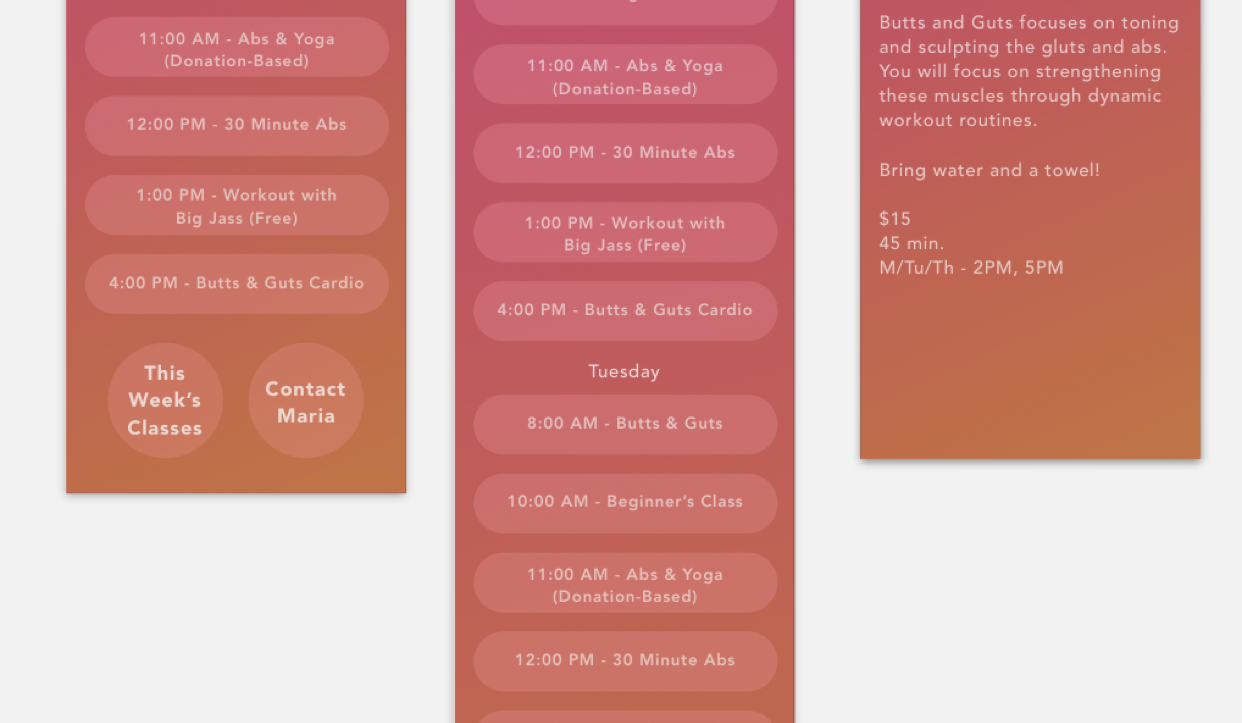 11:00 AM - Abs & Yoga
(Donation-Based)
12:00 PM - 30 Minute Abs
1:00 PM - Workout with
Big Jass (Free)
4:00 PM - Butts & Guts Cardio
This
Week’s
Classes
Contact
Maria
11:00 AM - Abs & Yoga
(Donation-Based)
12:00 PM - 30 Minute Abs
1:00 PM - Workout with
Big Jass (Free)
4:00 PM - Butts & Guts Cardio
Tuesday
8:00 AM - Butts & Guts
10:00 AM - Beginner’s Class
11:00 AM - Abs & Yoga
(Donation-Based)
12:00 PM - 30 Minute Abs
Butts and Guts focuses on toning
and sculpting the gluts and abs.
You will focus on strengthening
these muscles through dynamic
workout routines.
Bring water and a towel!
$15
45 min.
M/Tu/Th - 2PM, 5PM